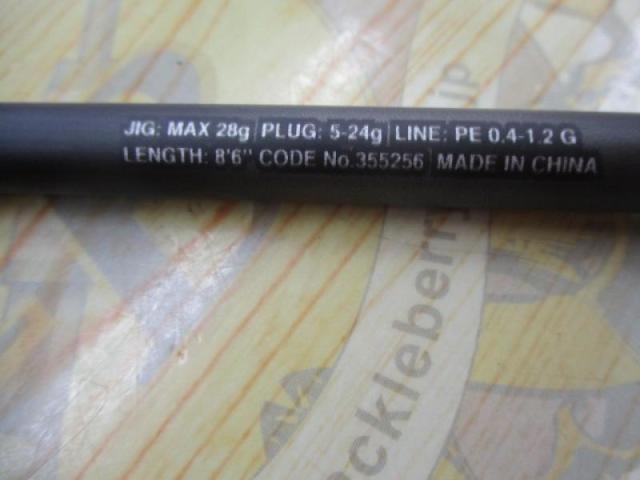 JIG: MAX 28g PLUG: 5-24g LINE: PE 0.4-1.2 G
LENGTH: 8'6" CODE No.355256 MADE IN CHINA
ackleberry